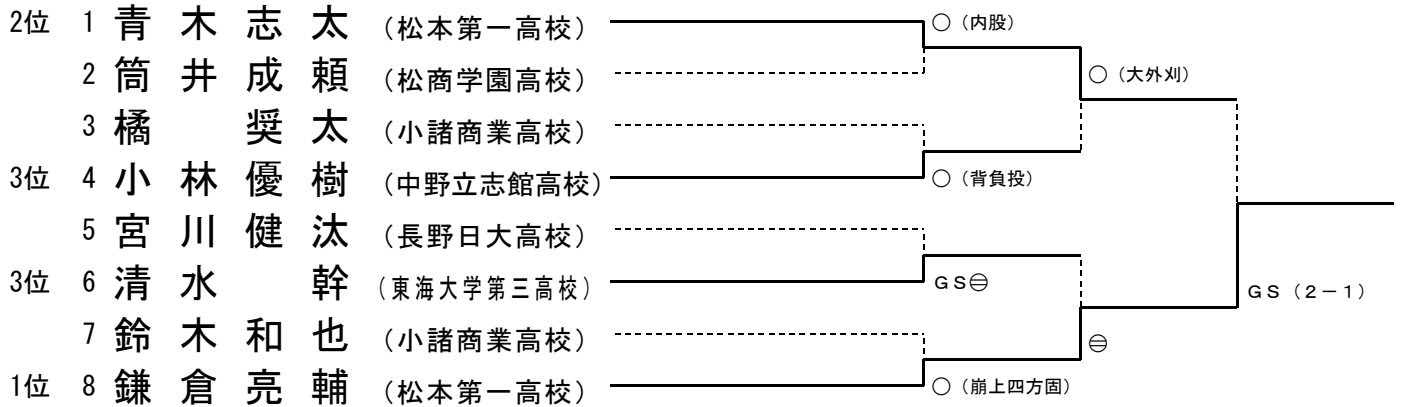 2位 1 青木志太 (松本第一高校) ○(内股)
2 筒井成頼 (松商学園高校) ○(大外刈)
3 橘 奨太 (小諸商業高校)
3位 4 小林優樹 (中野立志館高校) ○(背負投)
5 宮川健汰 (長野日大高校)
3位 6 清水 幹 (東海大学第三高校) GS㊀ GS(2-1)
7 鈴木和也 (小諸商業高校) ㊀
1位 8 鎌倉亮輔 (松本第一高校) ○(崩上四方固)